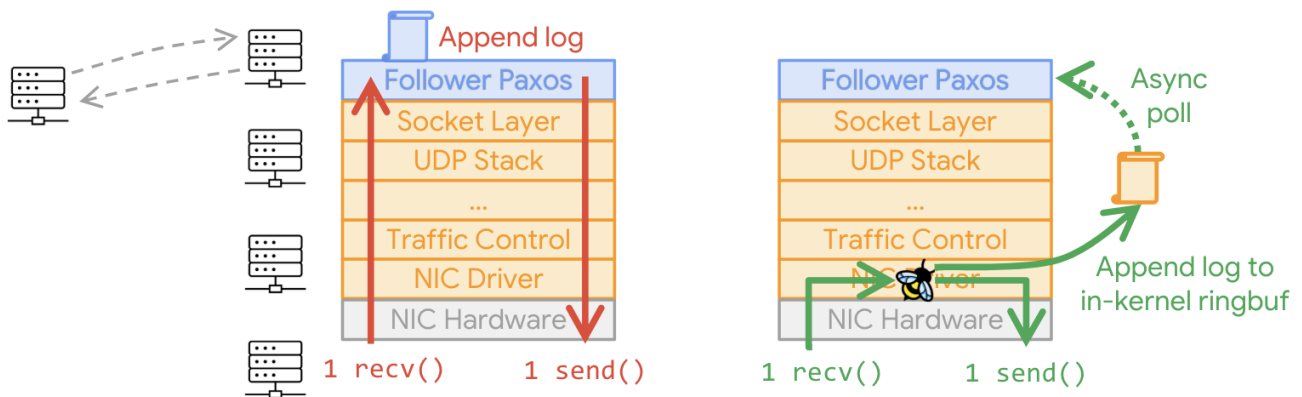 Append log
Follower Paxos
Socket Layer
UDP Stack
...
Traffic Control
NIC Driver
NIC Hardware
1 recv()
1 send()
Follower Paxos
Socket Layer
UDP Stack
...
Traffic Control
NIC Driver
NIC Hardware
1 recv()
1 send()
Async
poll
Append log to
in-kernel ringbuf